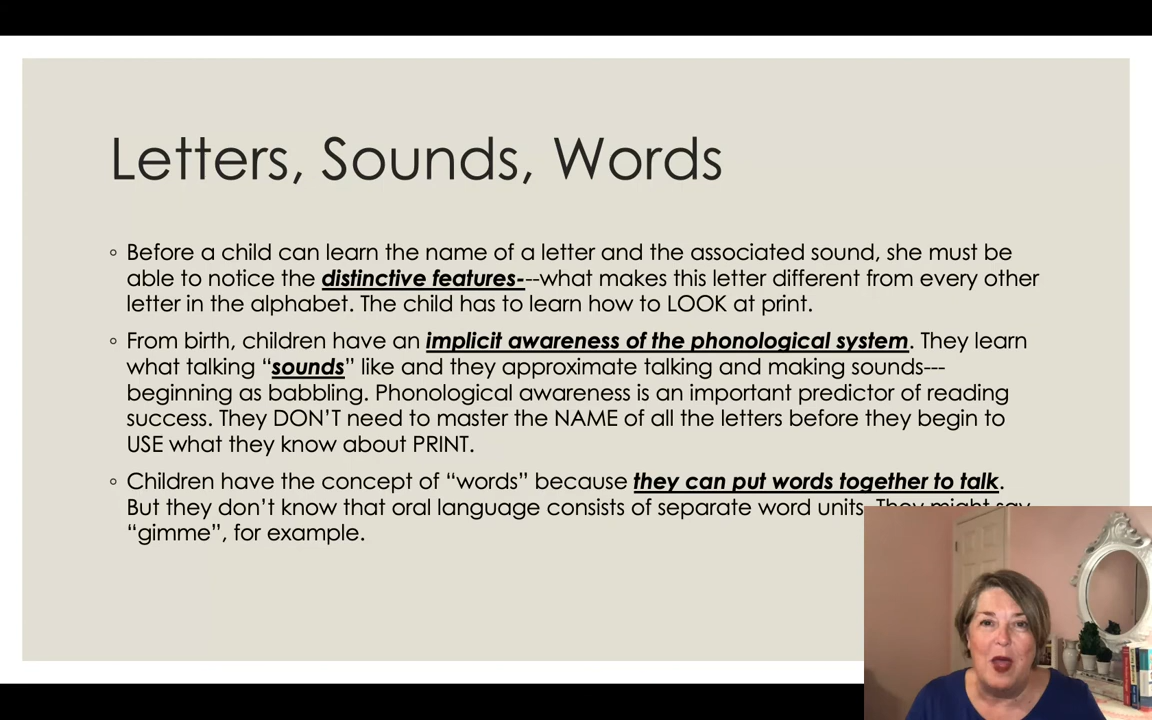 Letters, Sounds, Words
◦ Before a child can learn the name of a letter and the associated sound, she must be
able to notice the distinctive features---what makes this letter different from every other
letter in the alphabet. The child has to learn how to LOOK at print.
◦ From birth, children have an implicit awareness of the phonological system. They learn
what talking “sounds” like and they approximate talking and making sounds---
beginning as babbling. Phonological awareness is an important predictor of reading
success. They DON’T need to master the NAME of all the letters before they begin to
USE what they know about PRINT.
◦ Children have the concept of “words” because they can put words together to talk.
But they don’t know that oral language consists of separate word units. They might say
“gimme”, for example.